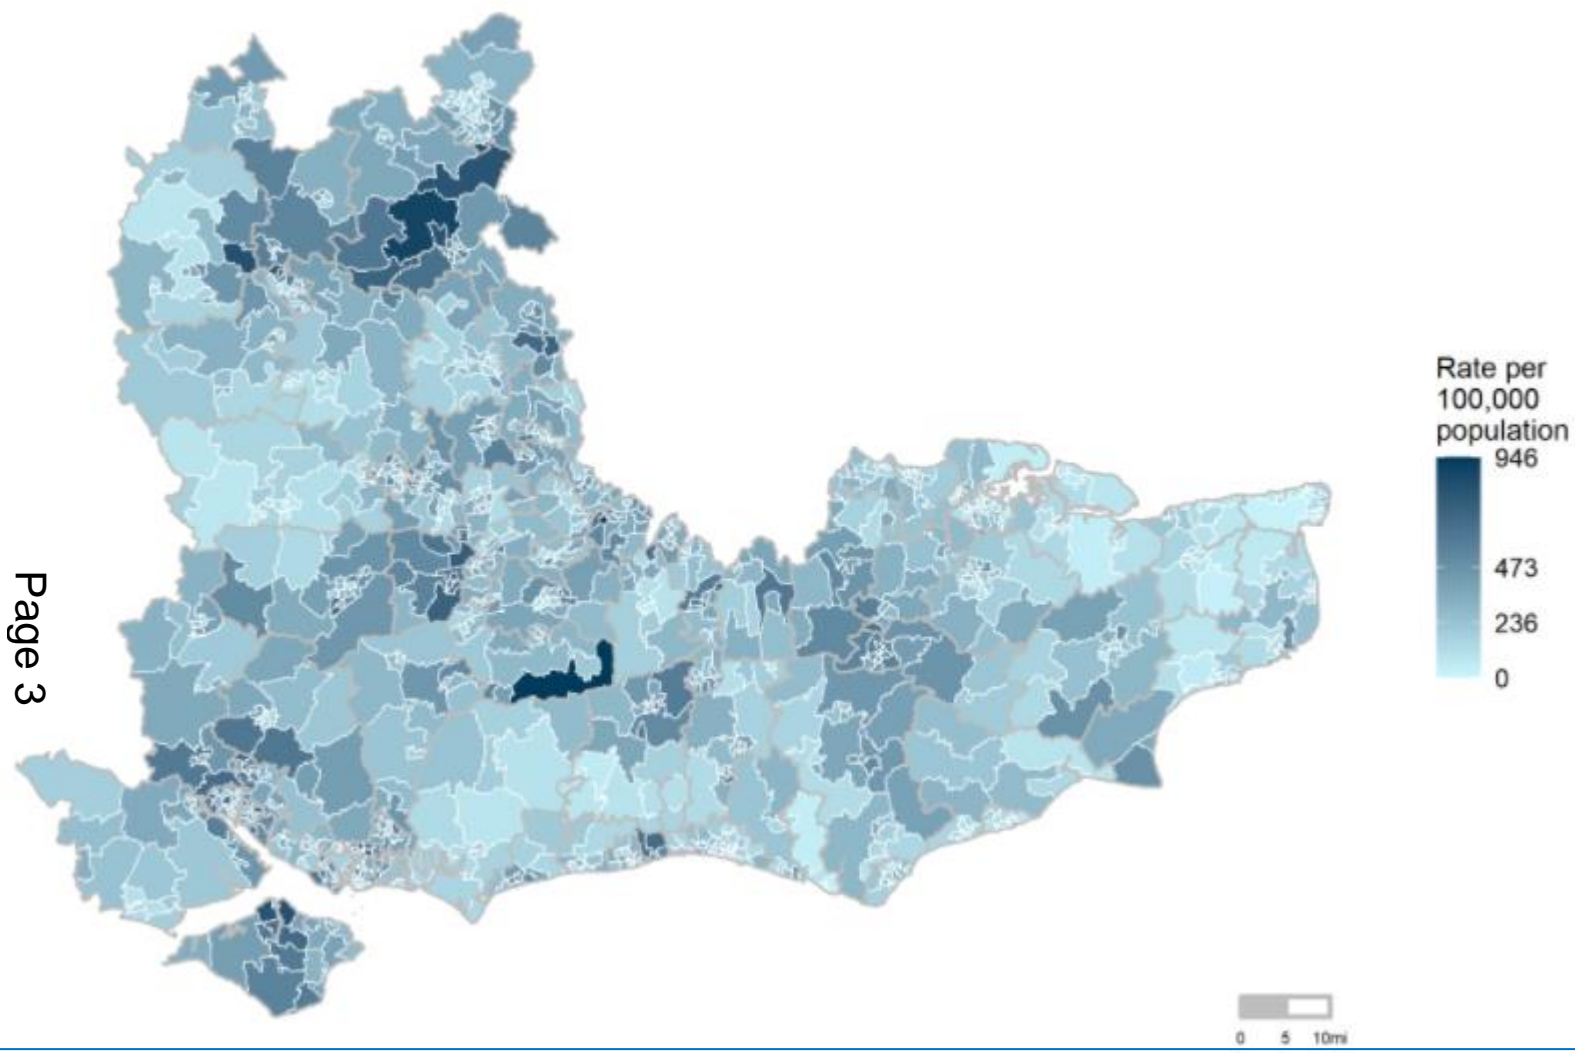 Page 3
Rate per
100,000
population
946
473
236
0
0 5 10mi